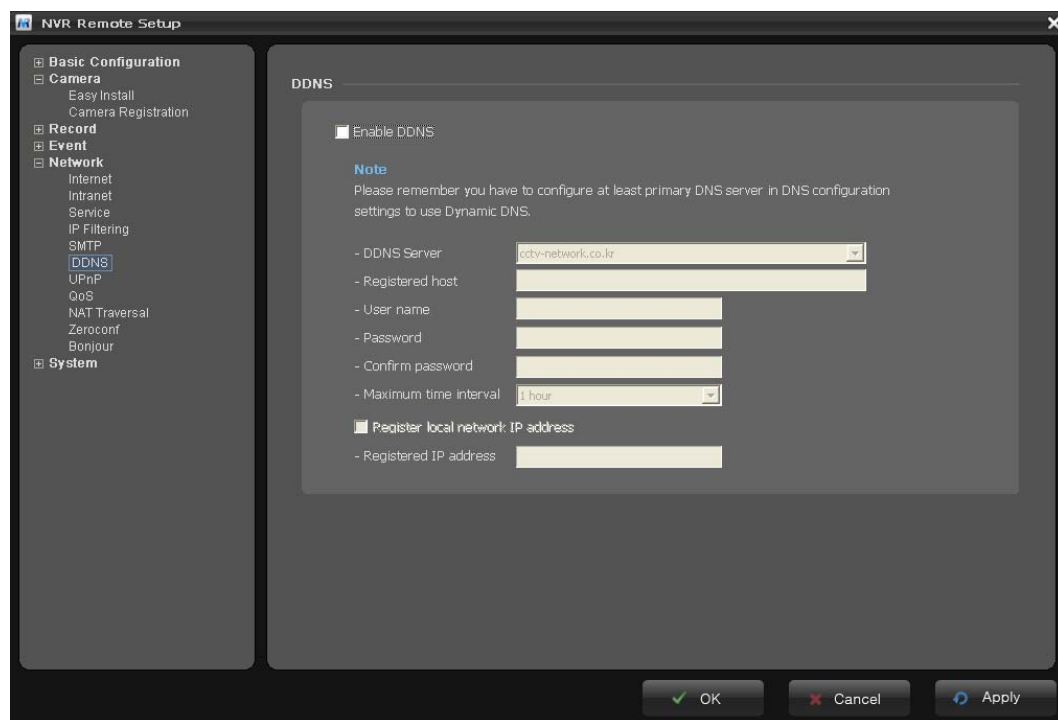 NVR Remote Setup
Basic Configuration
Camera
Easy Install
Camera Registration
Record
Event
Network
Internet
Intranet
Service
IP Filtering
SMTP
DDNS
UPnP
QoS
NAT Traversal
Zeroconf
Bonjour
System
DDNS
Enable DDNS
Note
Please remember you have to configure at least primary DNS server in DNS configuration
settings to use Dynamic DNS.
- DDNS Server cctv-network.co.kr
- Registered host
- User name
- Password
- Confirm password
- Maximum time interval 1 hour
Register local network IP address
- Registered IP address
OK Cancel Apply